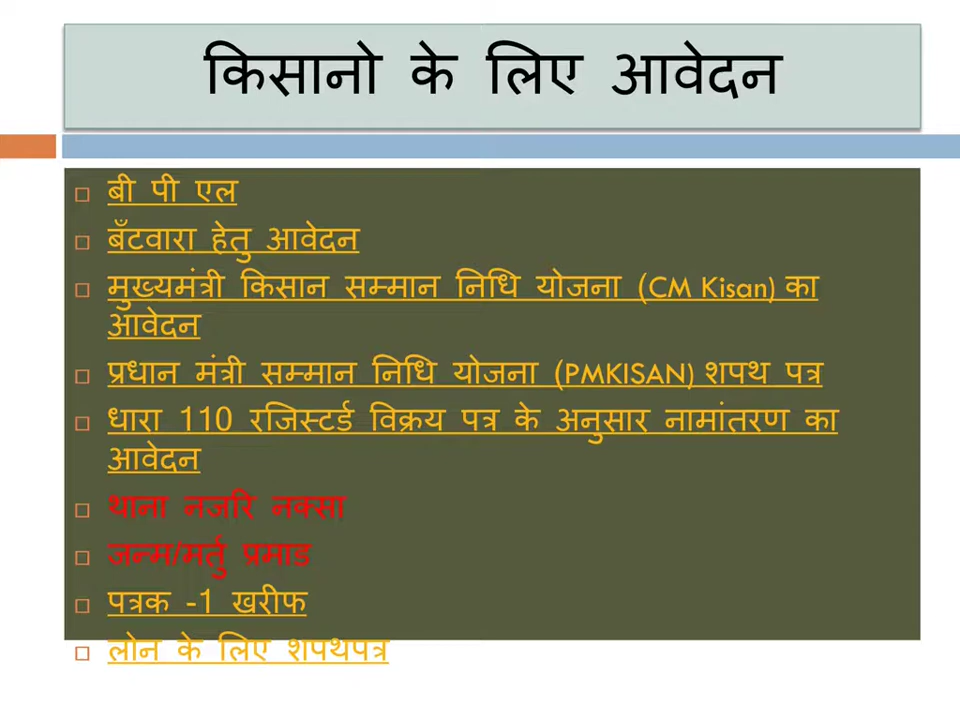 किसानो के लिए आवेदन
बी पी एल
बँटवारा हेतु आवेदन
मुख्यमंत्री किसान सम्मान निधि योजना (CM Kisan) का
आवेदन
प्रधान मंत्री सम्मान निधि योजना (PMKISAN) शपथ पत्र
धारा 110 रजिस्टर्ड विक्रय पत्र के अनुसार नामांतरण का
आवेदन
थाना नजरि नक्सा
जन्म/मर्तु प्रमाड
पत्रक -1 खरीफ
लोन के लिए शपथपत्र